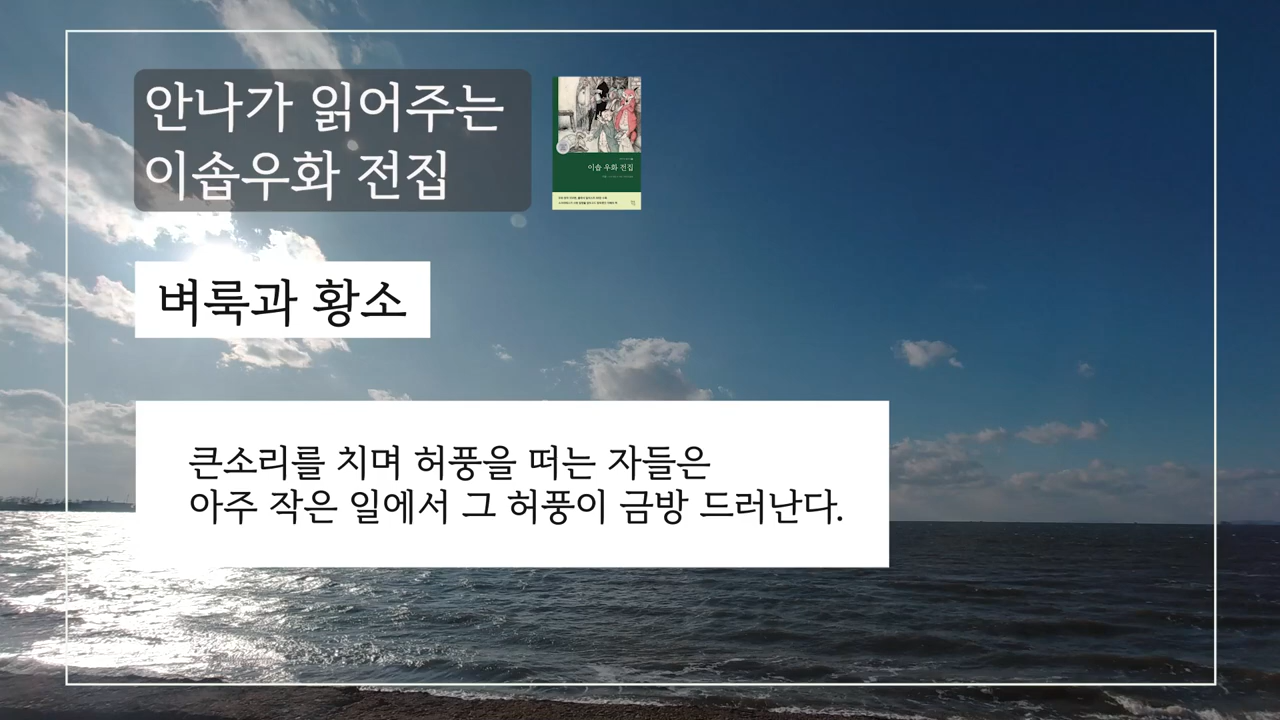 안나가 읽어주는
이솝우화 전집
이솝 우화 전집
벼룩과 황소
큰소리를 치며 허풍을 떠는 자들은
아주 작은 일에서 그 허풍이 금방 드러난다.